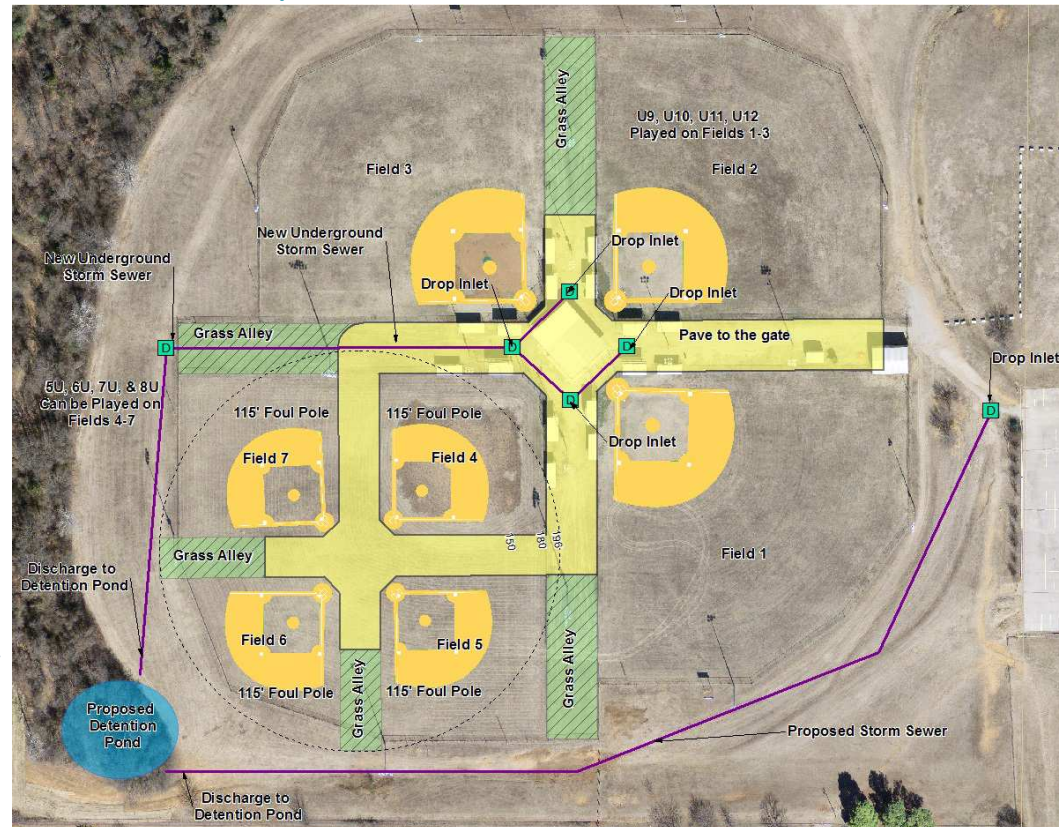 Grass Alley
U9, U10, U11, U12
Played on Fields 1-3
Field 3
Field 2
New Underground
Storm Sewer
Drop Inlet
New Underground
Storm Sewer
Drop Inlet
Drop Inlet
D
D
D
D
Grass Alley
Pave to the gate
Drop Inlet
D
5U, 6U, 7U, & 8U
Can be Played on
Fields 4-7
D
115' Foul Pole
115' Foul Pole
Drop Inlet
Field 7
Field 4
150
180
196
Grass Alley
Field 1
Discharge to
Detention Pond
Field 6
Field 5
115' Foul Pole
115' Foul Pole
Grass Alley
Grass Alley
Proposed
Detention
Pond
Proposed Storm Sewer
Discharge to
Detention Pond